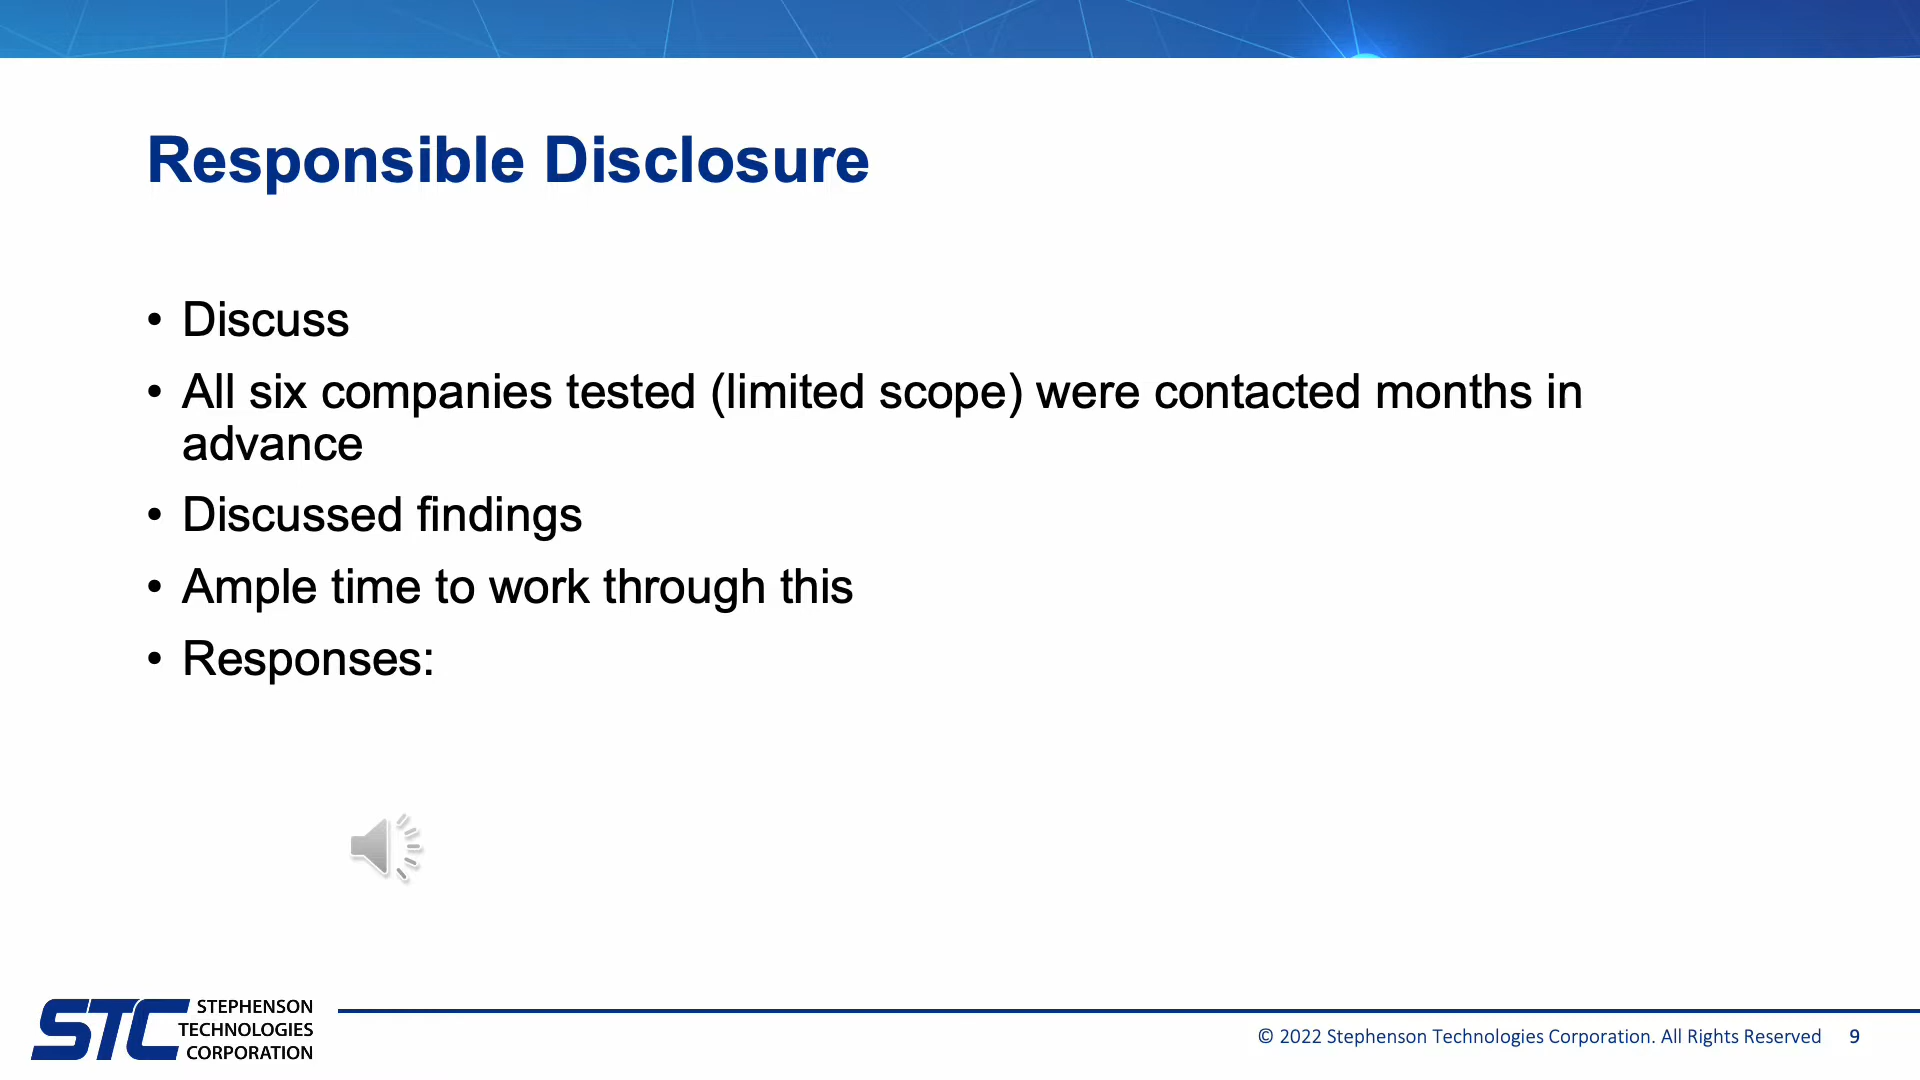 Responsible Disclosure
• Discuss
• All six companies tested (limited scope) were contacted months in
advance
• Discussed findings
• Ample time to work through this
• Responses:
STC
STEPHENSON
TECHNOLOGIES
CORPORATION
© 2022 Stephenson Technologies Corporation. All Rights Reserved 9